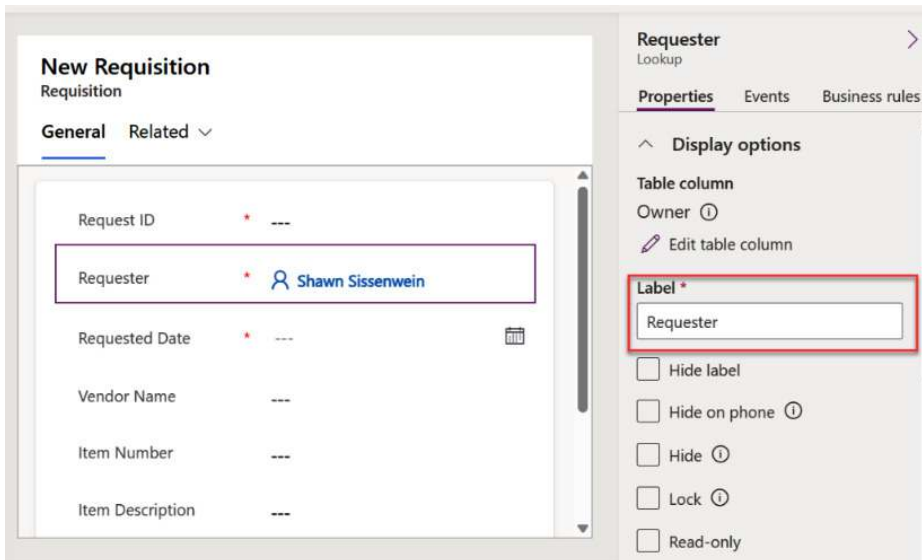 New Requisition
Requisition
General Related
Request ID * ---
Requester * Shawn Sissenwein
Requested Date * ---
Vendor Name ---
Item Number ---
Item Description ---
Requester
Lookup
Properties Events Business rules
Display options
Table column
Owner
Edit table column
Label *
Requester
Hide label
Hide on phone
Hide
Lock
Read-only